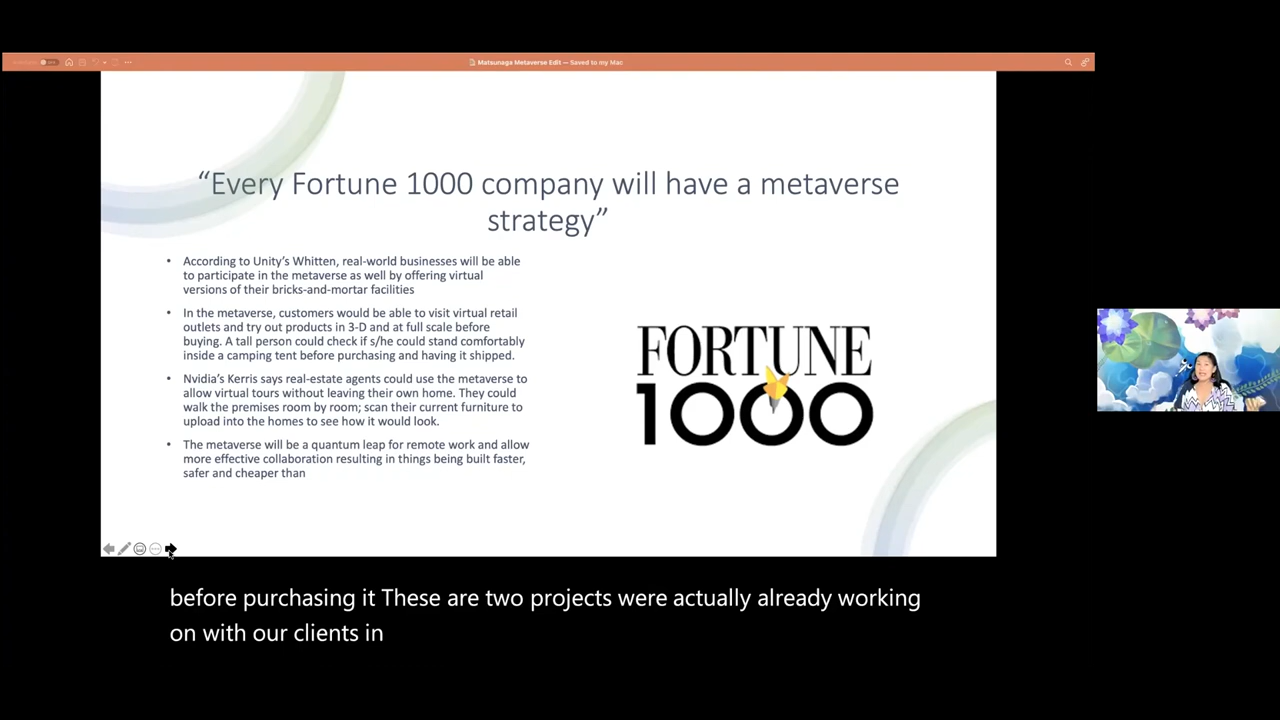 Matsunaga Metaverse Edit — Saved to my Mac
“Every Fortune 1000 company will have a metaverse
strategy”
• According to Unity’s Whitten, real-world businesses will be able
to participate in the metaverse as well by offering virtual
versions of their bricks-and-mortar facilities
• In the metaverse, customers would be able to visit virtual retail
outlets and try out products in 3-D and at full scale before
buying. A tall person could check if s/he could stand comfortably
inside a camping tent before purchasing and having it shipped.
• Nvidia’s Kerris says real-estate agents could use the metaverse to
allow virtual tours without leaving their own home. They could
walk the premises room by room; scan their current furniture to
upload into the homes to see how it would look.
• The metaverse will be a quantum leap for remote work and allow
more effective collaboration resulting in things being built faster,
safer and cheaper than
FORTUNE
1000
before purchasing it These are two projects were actually already working
on with our clients in